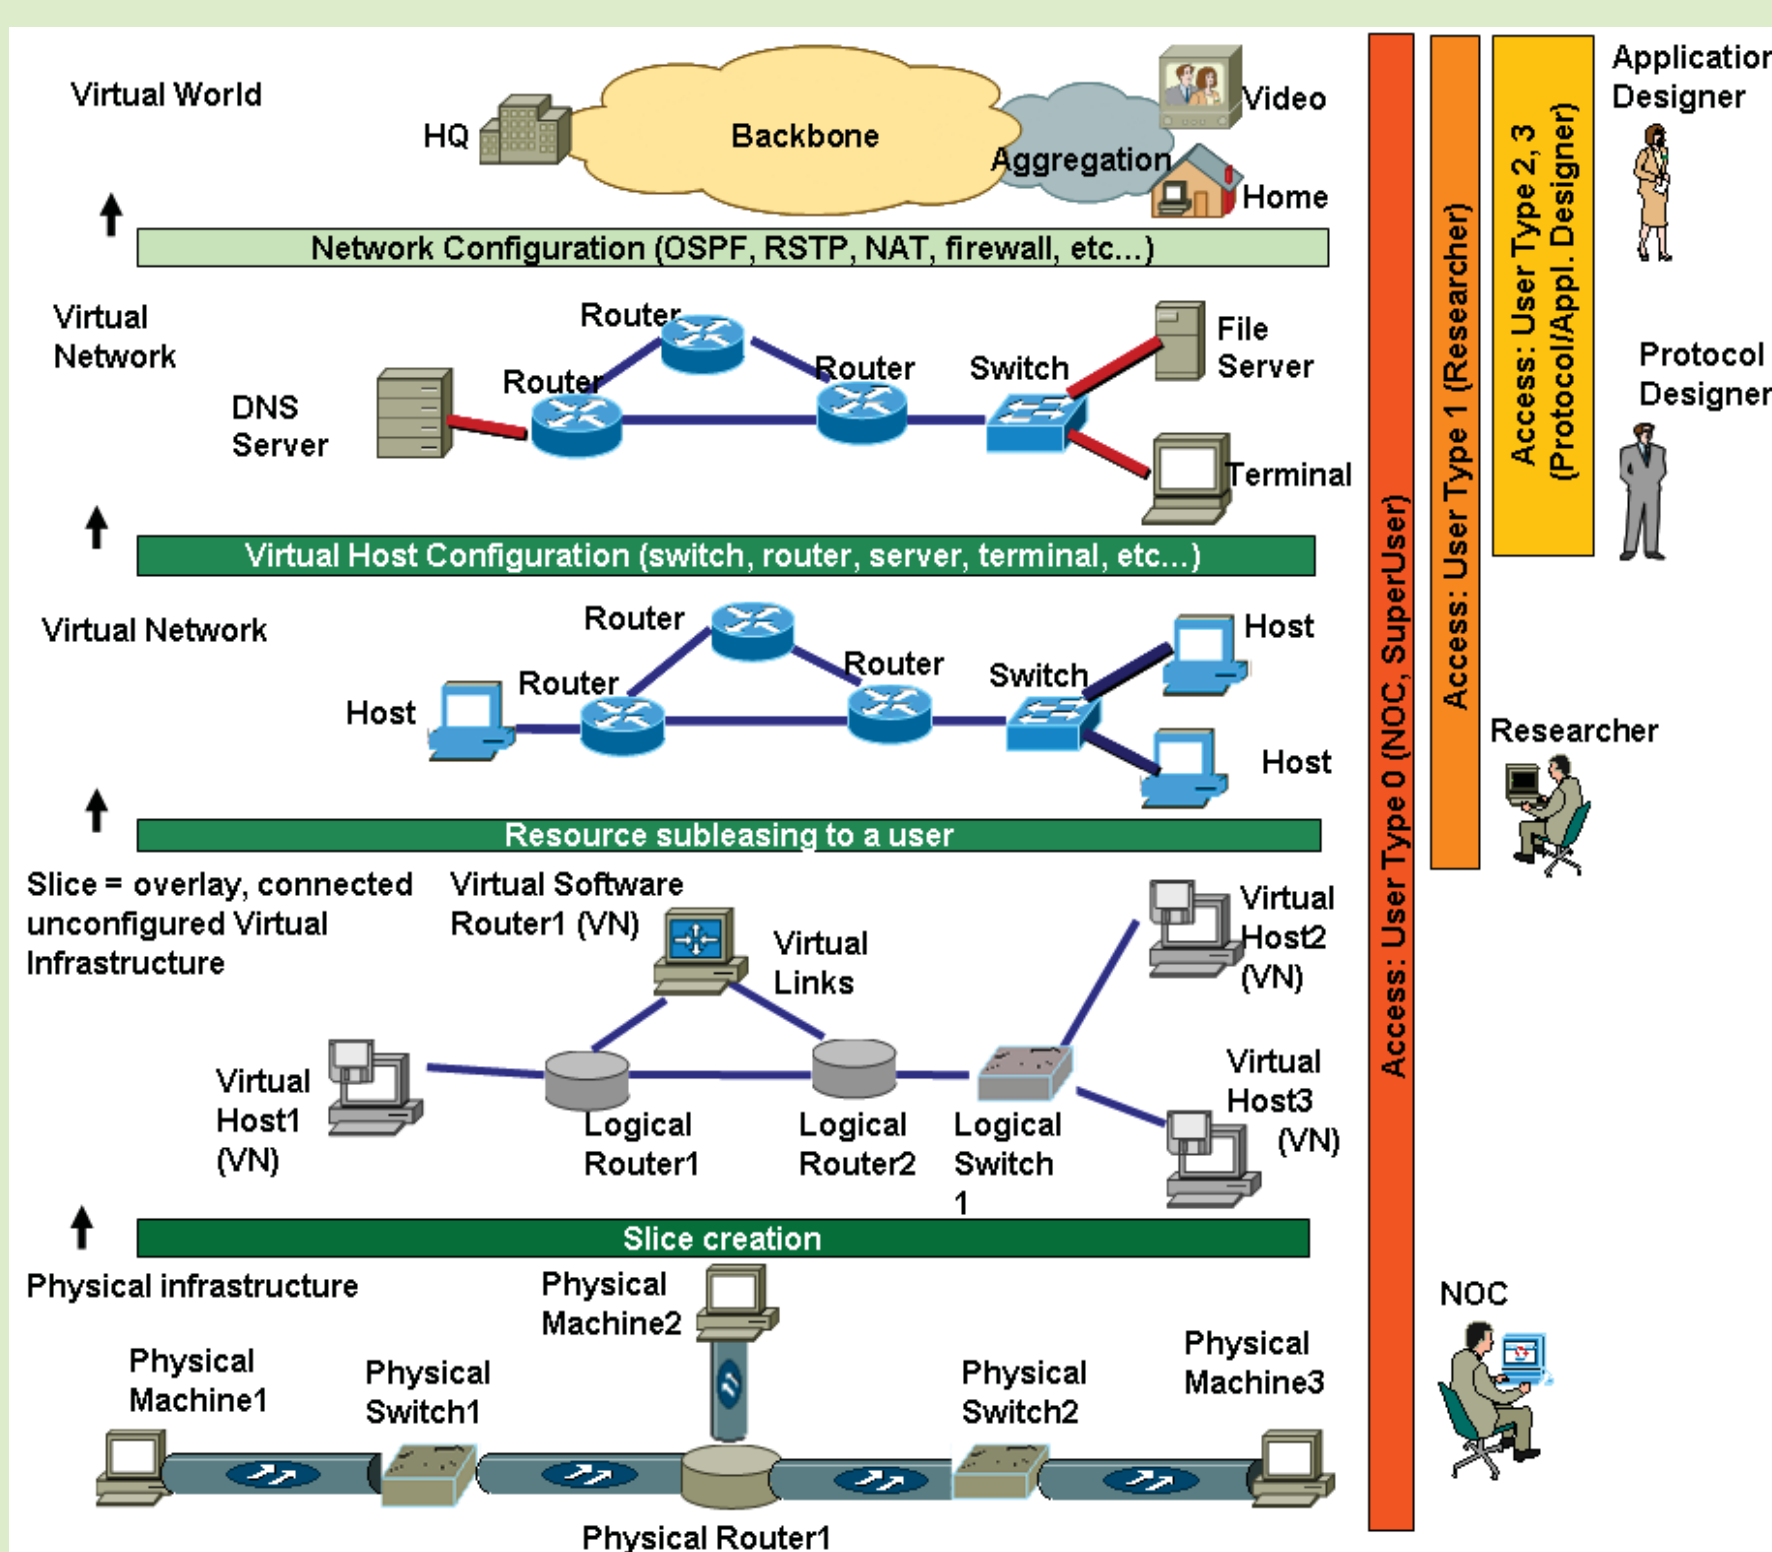 Virtual World
HQ
Backbone
Aggregation
Video
Home
Network Configuration (OSPF, RSTP, NAT, firewall, etc...)
Virtual
Network
DNS
Server
Router
Router
Router
Switch
File
Server
Terminal
Virtual Host Configuration (switch, router, server, terminal, etc...)
Virtual Network
Host
Router
Router
Router
Switch
Host
Host
Resource subleasing to a user
Slice = overlay, connected
unconfigured Virtual
Infrastructure
Virtual Software
Router1 (VN)
Virtual
Links
Virtual
Host2
(VN)
Virtual
Host1
(VN)
Logical
Router1
Logical
Router2
Logical
Switch
1
Virtual
Host3
(VN)
Slice creation
Physical infrastructure
Physical
Machine2
Physical
Machine1
Physical
Switch1
Physical
Switch2
Physical
Machine3
Physical Router1
Access: User Type 0 (NOC, SuperUser)
Access: User Type 1 (Researcher)
Access: User Type 2, 3
(Protocol/Appl. Designer)
Application
Designer
Protocol
Designer
Researcher
NOC